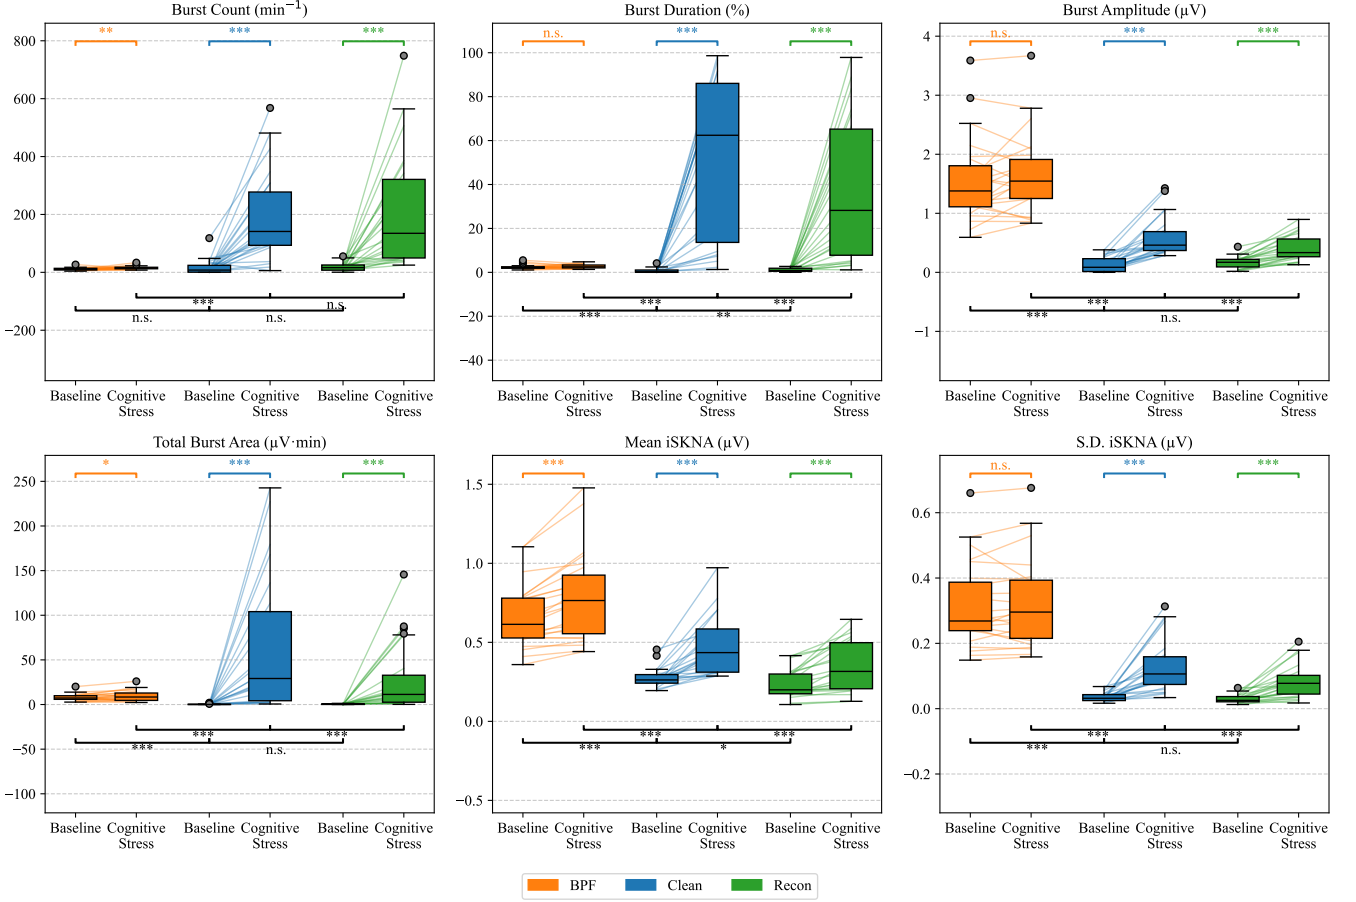 Burst Count (min⁻¹)
** *** ***
800
600
400
200
0
−200
*** n.s.
n.s. n.s.
Baseline Cognitive Stress Baseline Cognitive Stress Baseline Cognitive Stress
Burst Duration (%)
n.s. *** ***
100
80
60
40
20
0
−20
−40
*** ***
*** **
Baseline Cognitive Stress Baseline Cognitive Stress Baseline Cognitive Stress
Burst Amplitude (µV)
n.s. *** ***
4
3
2
1
0
−1
*** ***
*** n.s.
Baseline Cognitive Stress Baseline Cognitive Stress Baseline Cognitive Stress
Total Burst Area (µV·min)
* *** ***
250
200
150
100
50
0
−50
−100
*** ***
*** n.s.
Baseline Cognitive Stress Baseline Cognitive Stress Baseline Cognitive Stress
Mean iSKNA (µV)
*** *** ***
1.5
1.0
0.5
0.0
−0.5
*** ***
*** *
Baseline Cognitive Stress Baseline Cognitive Stress Baseline Cognitive Stress
S.D. iSKNA (µV)
n.s. *** ***
0.6
0.4
0.2
0.0
−0.2
*** ***
*** n.s.
Baseline Cognitive Stress Baseline Cognitive Stress Baseline Cognitive Stress
BPF Clean Recon